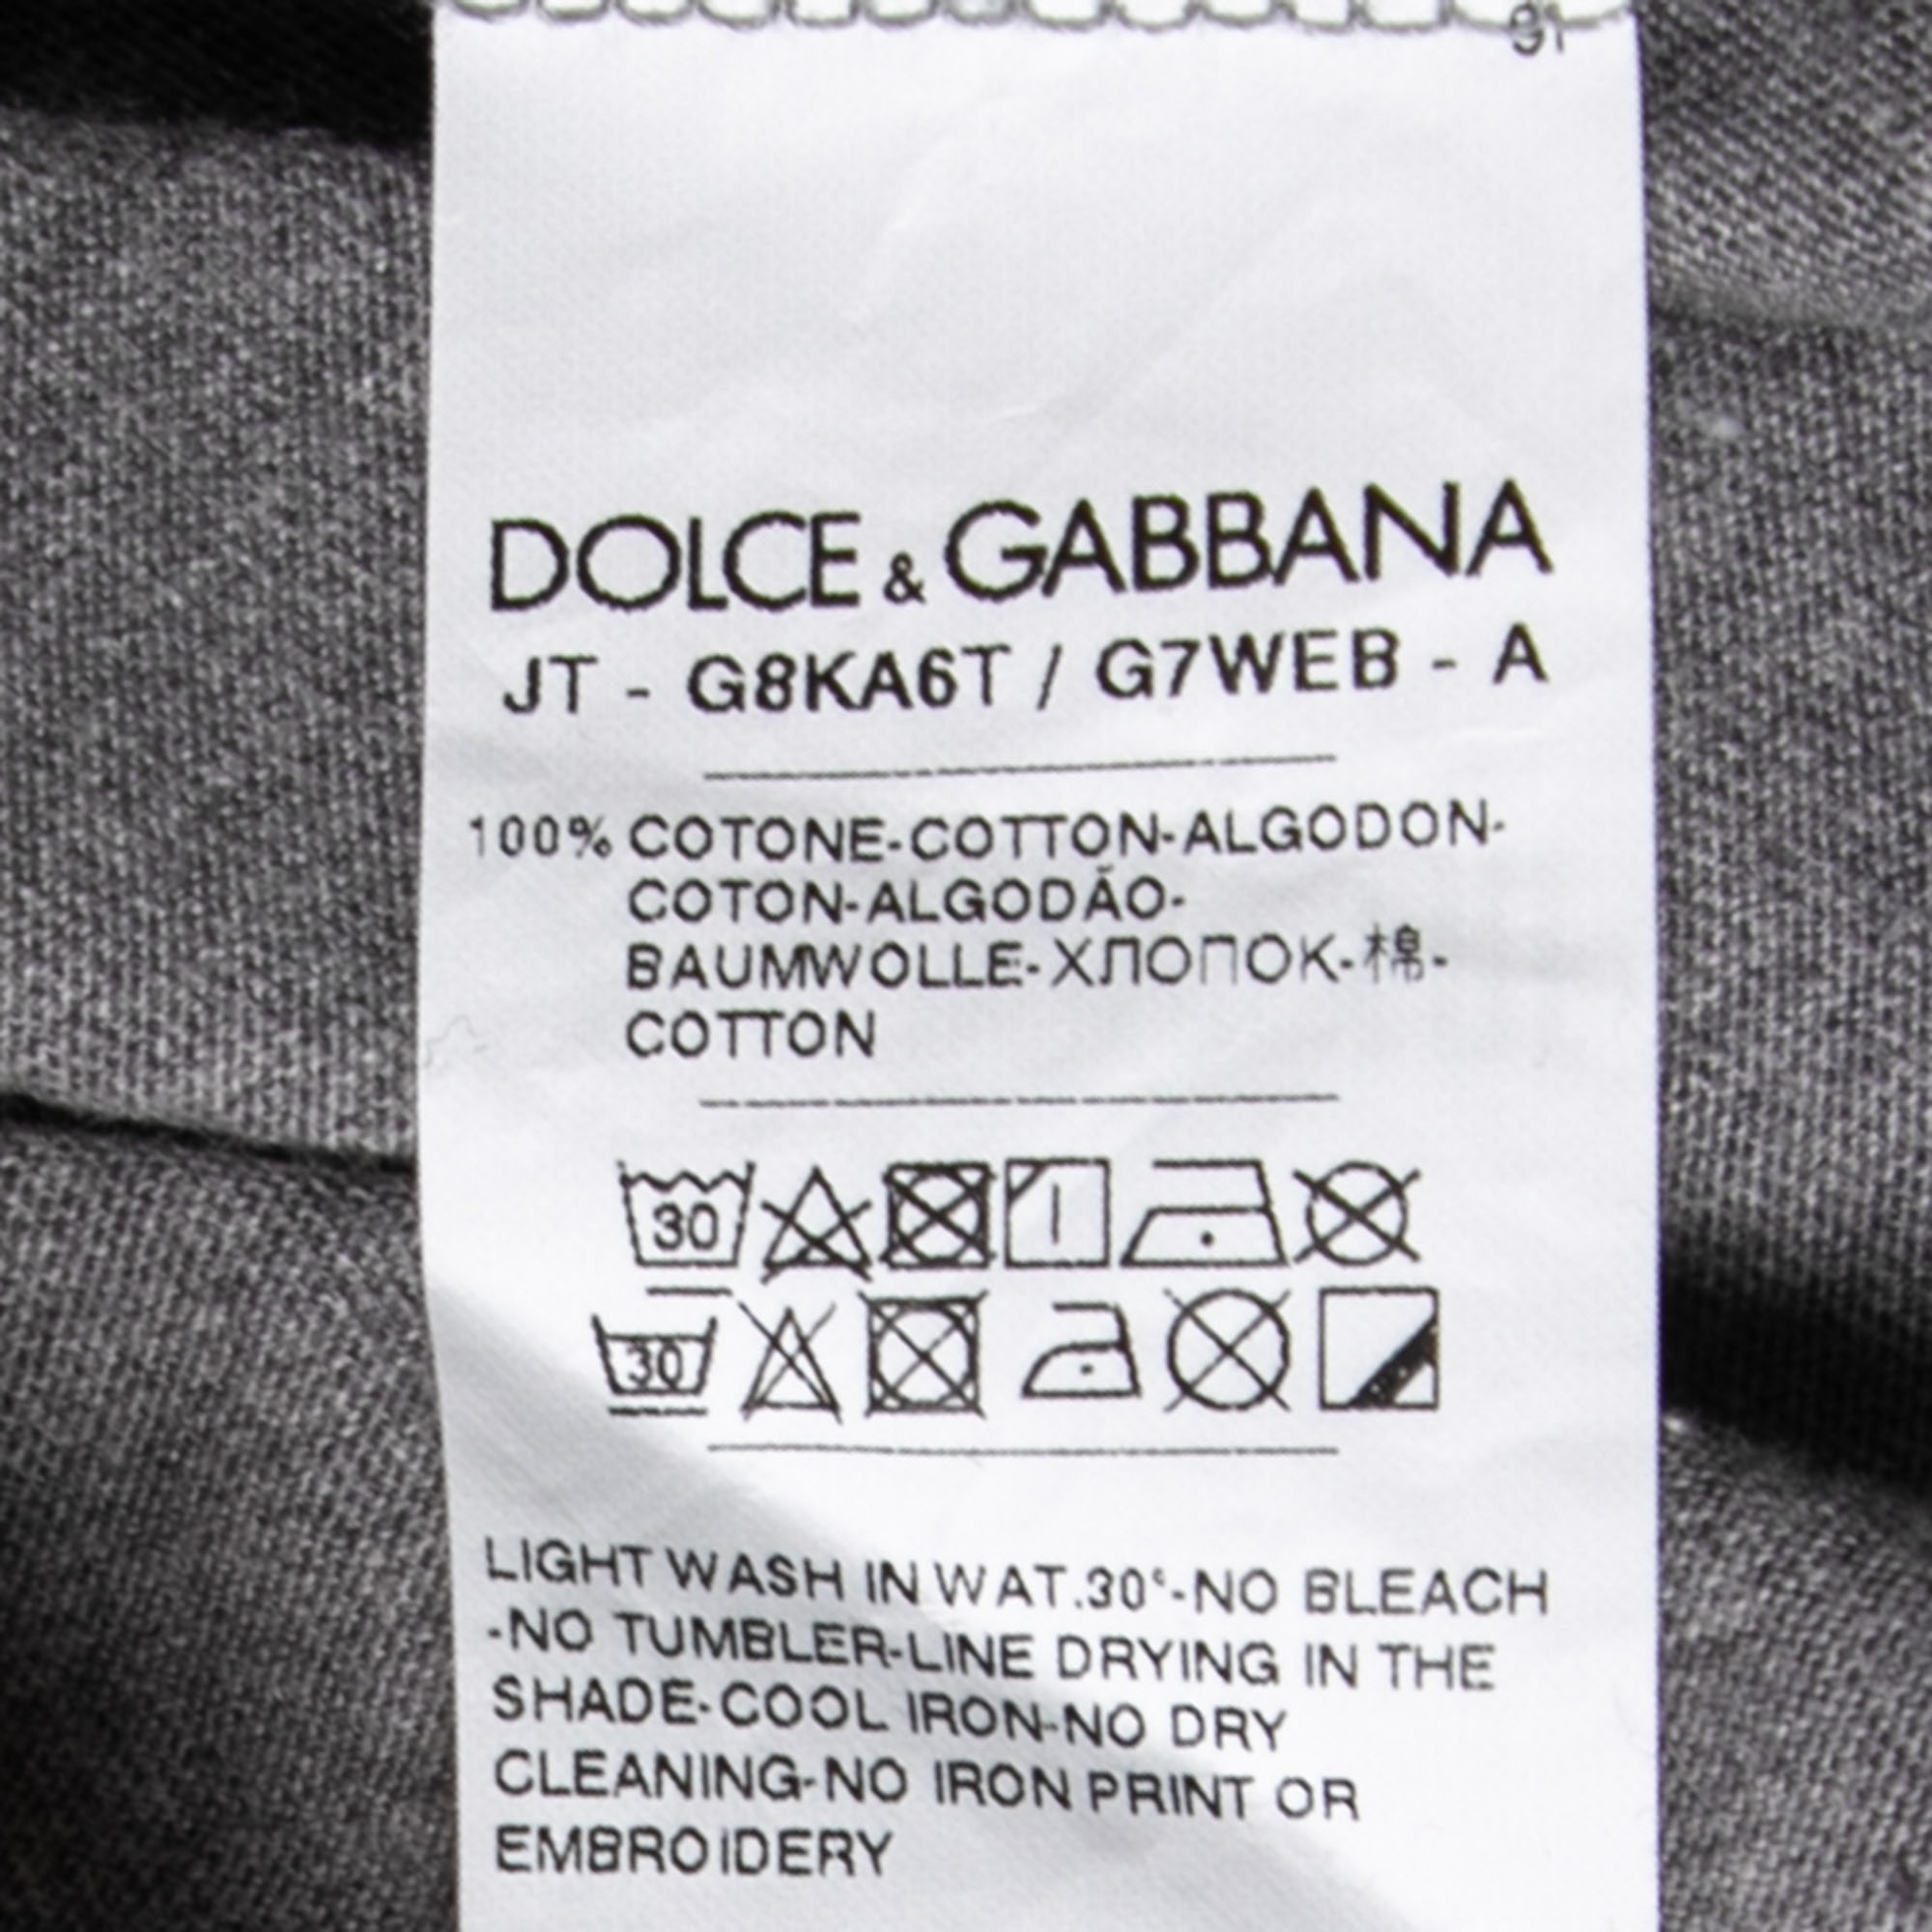 DOLCE & GABBANA
JT - G8KA6T / G7WEB - A
100% COTONE-COTTON-ALGODON-
COTON-ALGODÃO-
BAUMWOLLE-ХЛОПОК-棉-
COTTON
30
30
LIGHT WASH IN WAT.30°-NO BLEACH
-NO TUMBLER-LINE DRYING IN THE
SHADE-COOL IRON-NO DRY
CLEANING-NO IRON PRINT OR
EMBROIDERY